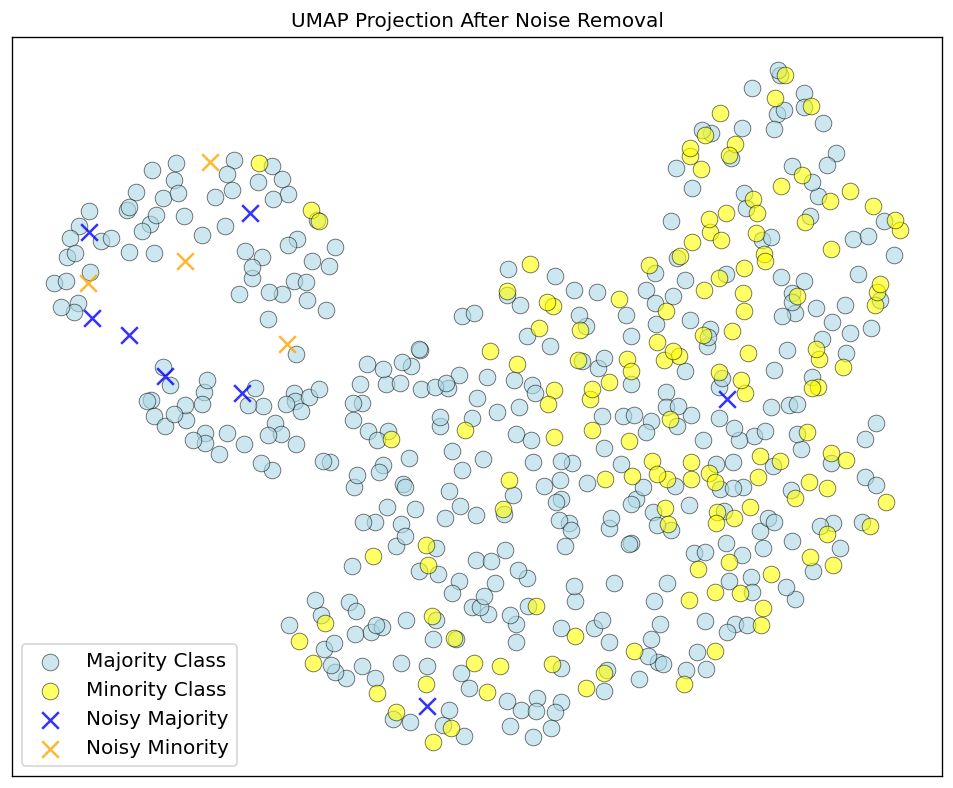 UMAP Projection After Noise Removal
Majority Class
Minority Class
Noisy Majority
Noisy Minority